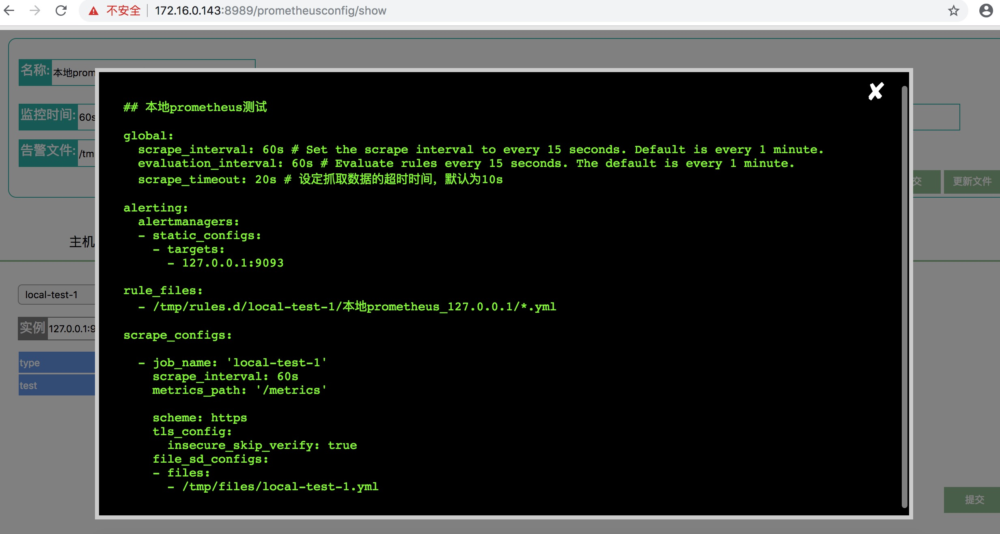 不安全 172.16.0.143:8989/prometheusconfig/show
名称: 本地prom
监控时间: 60s
告警文件: /tm
交 更新文件
主机
local-test-1
实例 127.0.0.1:9
type
test
提交
## 本地prometheus测试
global:
  scrape_interval: 60s # Set the scrape interval to every 15 seconds. Default is every 1 minute.
  evaluation_interval: 60s # Evaluate rules every 15 seconds. The default is every 1 minute.
  scrape_timeout: 20s # 设定抓取数据的超时时间，默认为10s
alerting:
  alertmanagers:
  - static_configs:
    - targets:
      - 127.0.0.1:9093
rule_files:
  - /tmp/rules.d/local-test-1/本地prometheus_127.0.0.1/*.yml
scrape_configs:
  - job_name: 'local-test-1'
    scrape_interval: 60s
    metrics_path: '/metrics'
    scheme: https
    tls_config:
      insecure_skip_verify: true
    file_sd_configs:
    - files:
      - /tmp/files/local-test-1.yml